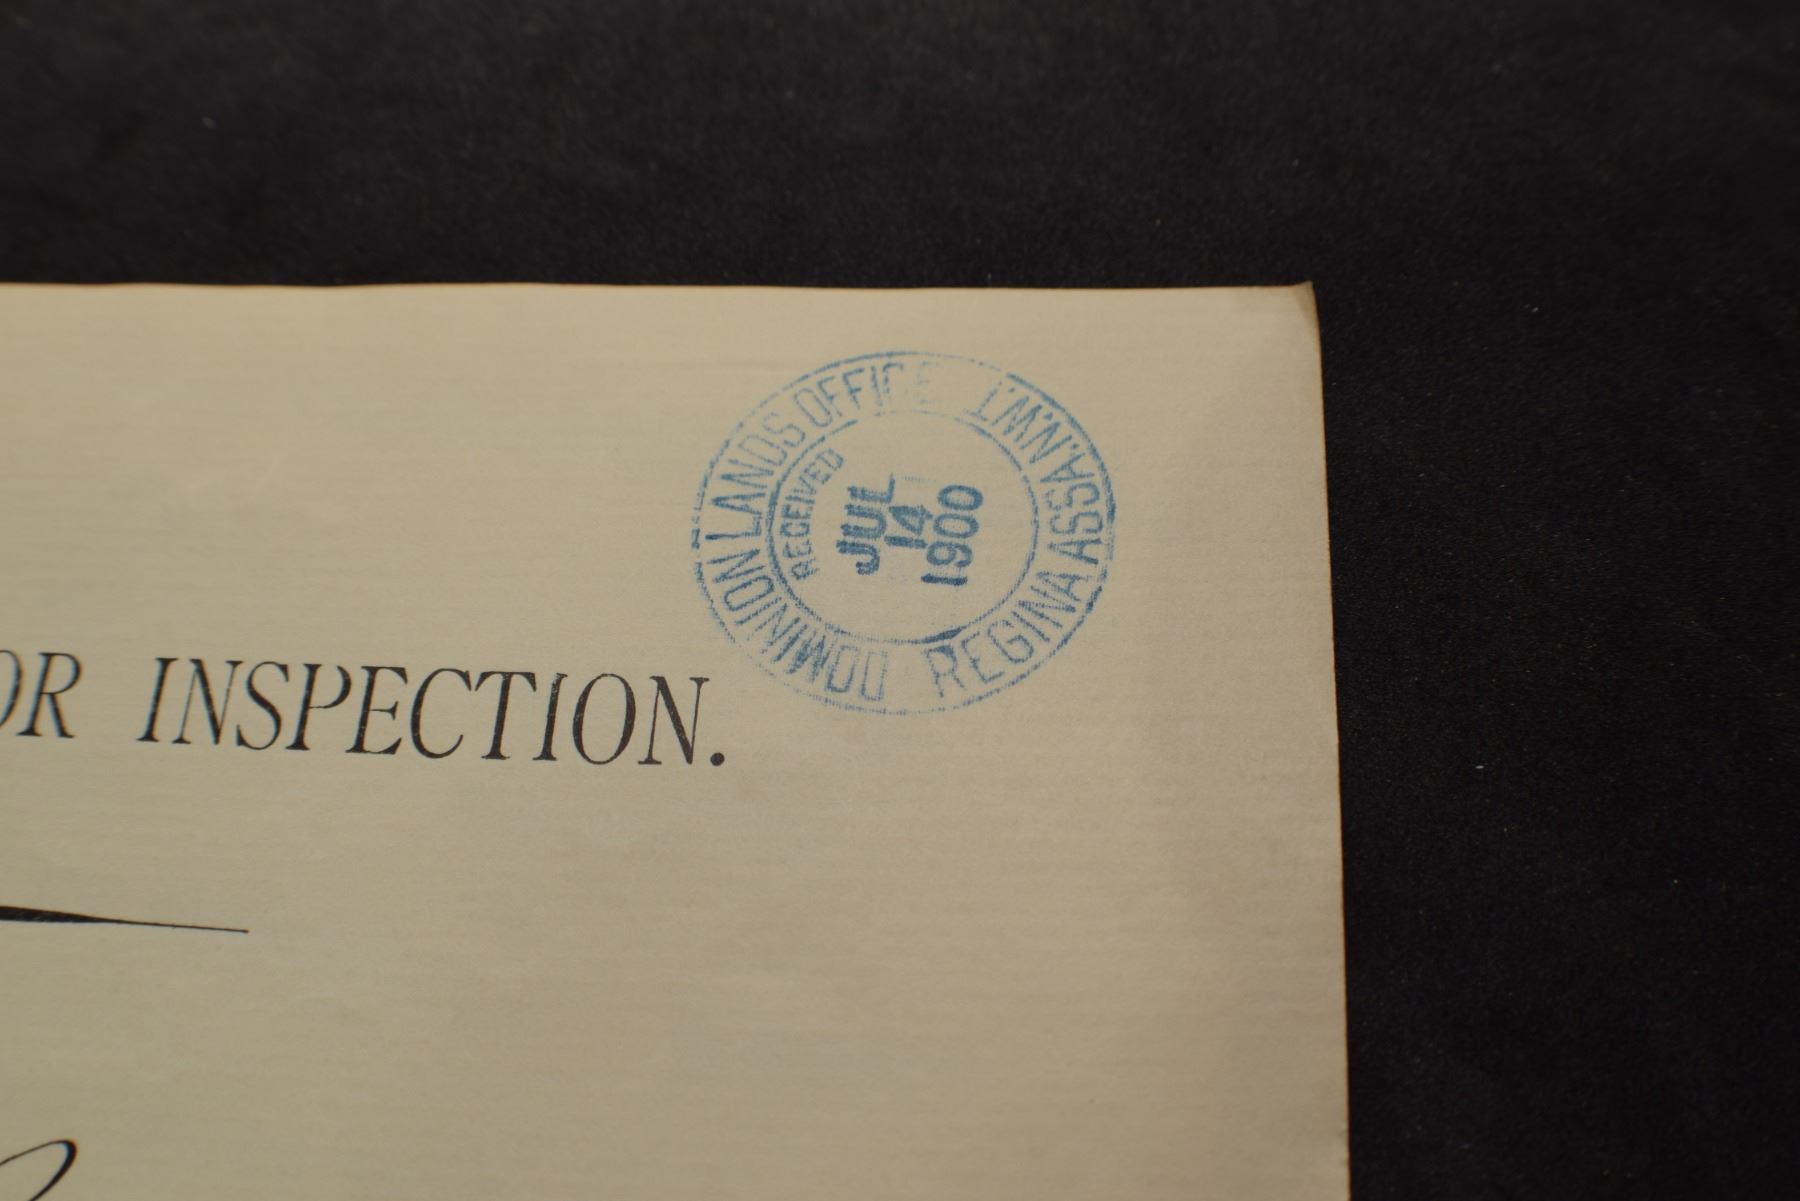 DOMINION LANDS OFFICE
REGINA ASSA. N.W.T.
RECEIVED
JUL
14
1900
OR INSPECTION.